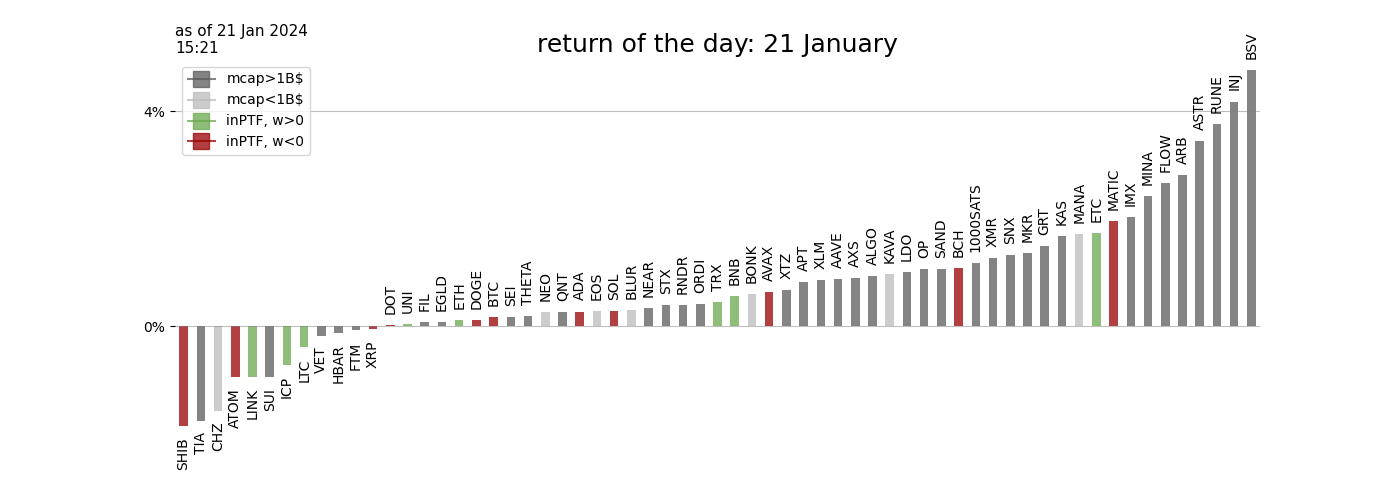 as of 21 Jan 2024
15:21
return of the day: 21 January
mcap>1B$
mcap<1B$
inPTF, w>0
inPTF, w<0
4%
0%
SHIB
TIA
CHZ
ATOM
LINK
SUI
ICP
LTC
VET
HBAR
FTM
XRP
DOT
UNI
FIL
EGLD
ETH
DOGE
BTC
SEI
THETA
NEO
QNT
ADA
EOS
SOL
BLUR
NEAR
STX
RNDR
ORDI
TRX
BNB
BONK
AVAX
XTZ
APT
XLM
AAVE
AXS
ALGO
KAVA
LDO
OP
SAND
BCH
1000SATS
XMR
SNX
MKR
GRT
KAS
MANA
ETC
MATIC
IMX
MINA
FLOW
ARB
ASTR
RUNE
INJ
BSV